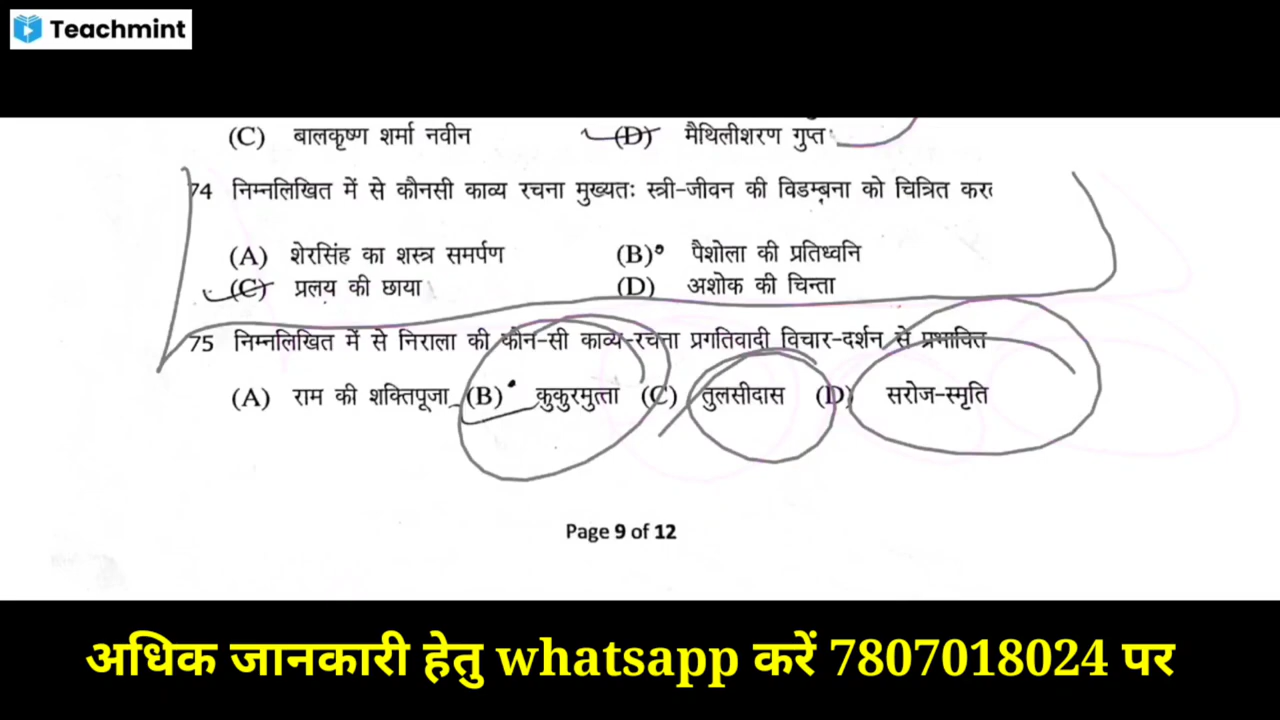 Teachmint
(C) बालकृष्ण शर्मा नवीन (D) मैथिलीशरण गुप्त
74 निम्नलिखित में से कौनसी काव्य रचना मुख्यतः स्त्री-जीवन की विडम्बना को चित्रित कर
(A) शेरसिंह का शस्त्र समर्पण (B) पैशोला की प्रतिध्वनि
(C) प्रलय की छाया (D) अशोक की चिन्ता
75 निम्नलिखित में से निराला की कौन-सी काव्य-रचना प्रगतिवादी विचार-दर्शन से प्रभावित
(A) राम की शक्तिपूजा (B) कुकुरमुत्ता (C) तुलसीदास (D) सरोज-स्मृति
Page 9 of 12
अधिक जानकारी हेतु whatsapp करें 7807018024 पर